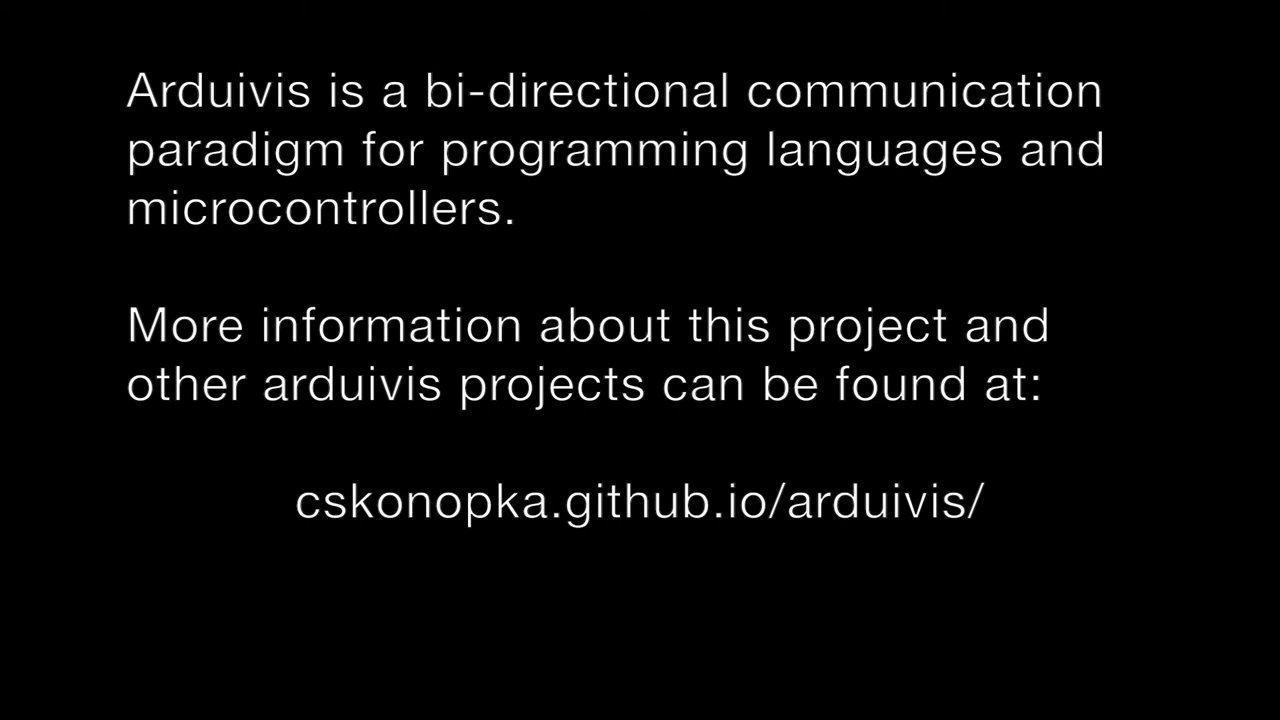 Arduivis is a bi-directional communication
paradigm for programming languages and
microcontrollers.
More information about this project and
other arduivis projects can be found at:
cskonopka.github.io/arduivis/